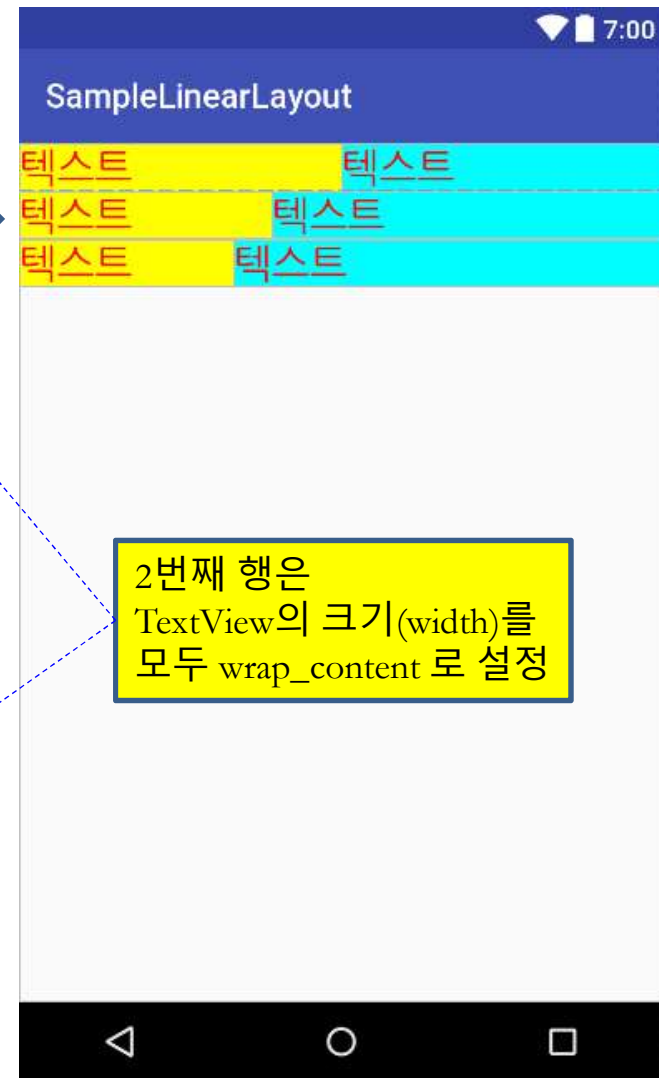 7:00
SampleLinearLayout
텍스트 텍스트
텍스트 텍스트
텍스트 텍스트
2번째 행은
TextView의 크기(width)를
모두 wrap_content 로 설정